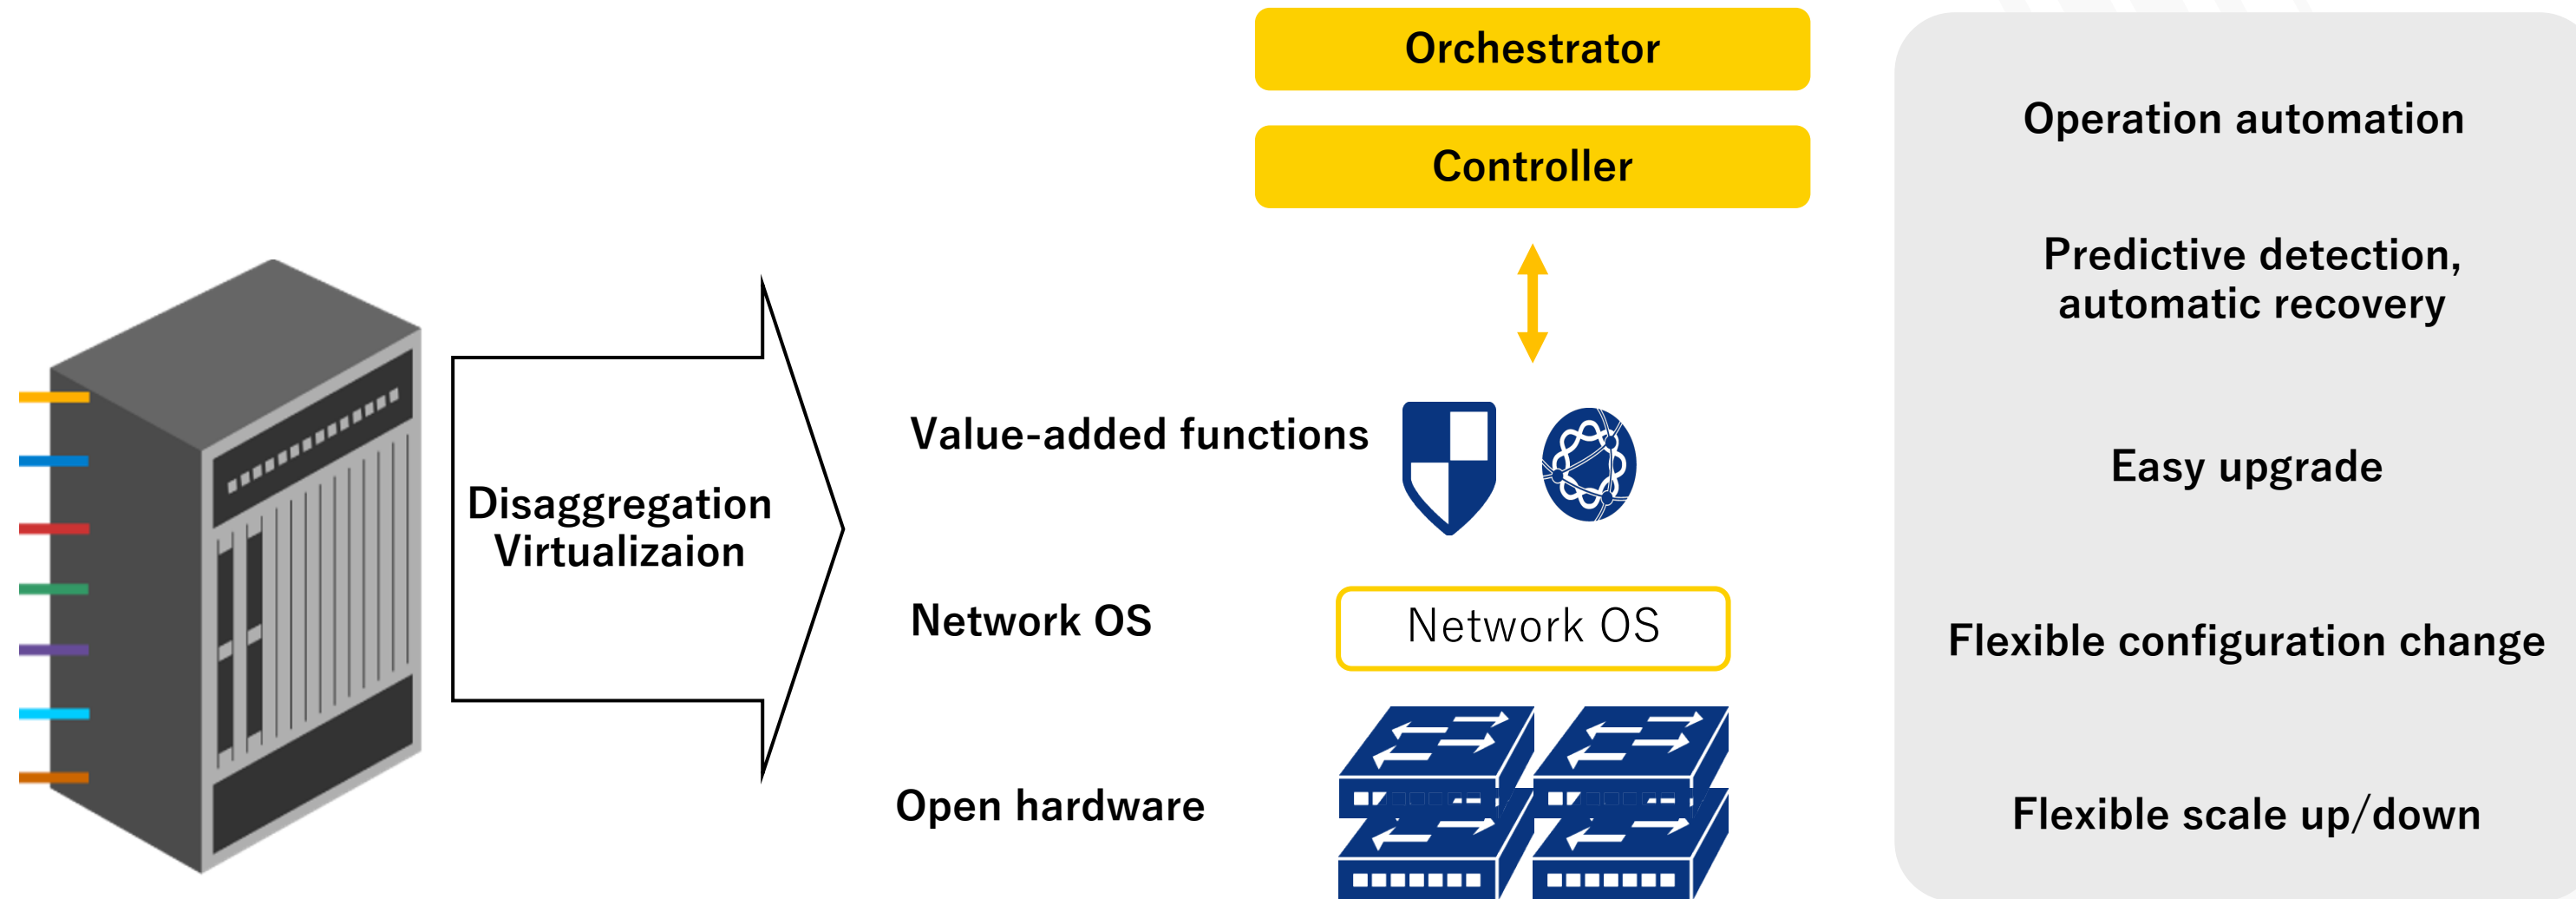 Disaggregation
Virtualizaion
Orchestrator
Controller
Value-added functions
Network OS
Network OS
Open hardware
Operation automation
Predictive detection,
automatic recovery
Easy upgrade
Flexible configuration change
Flexible scale up/down